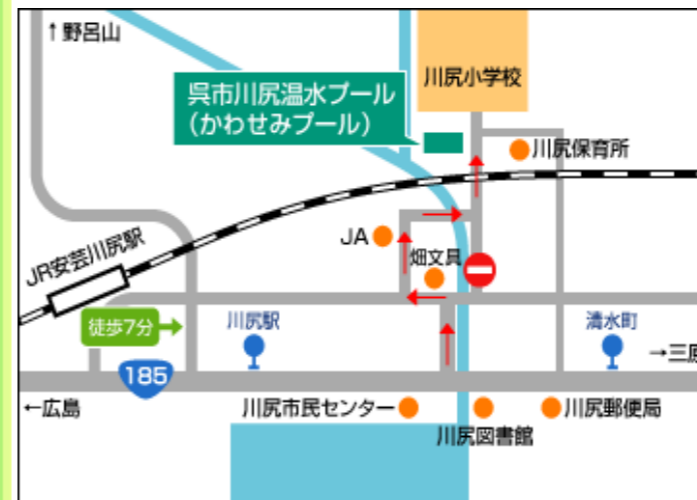 ↑野呂山
川尻小学校
呉市川尻温水プール
(かわせみプール)
川尻保育所
JR安芸川尻駅
JA
畑文具
徒歩7分
川尻駅
清水町
→三原
185
←広島
川尻市民センター
川尻図書館
川尻郵便局